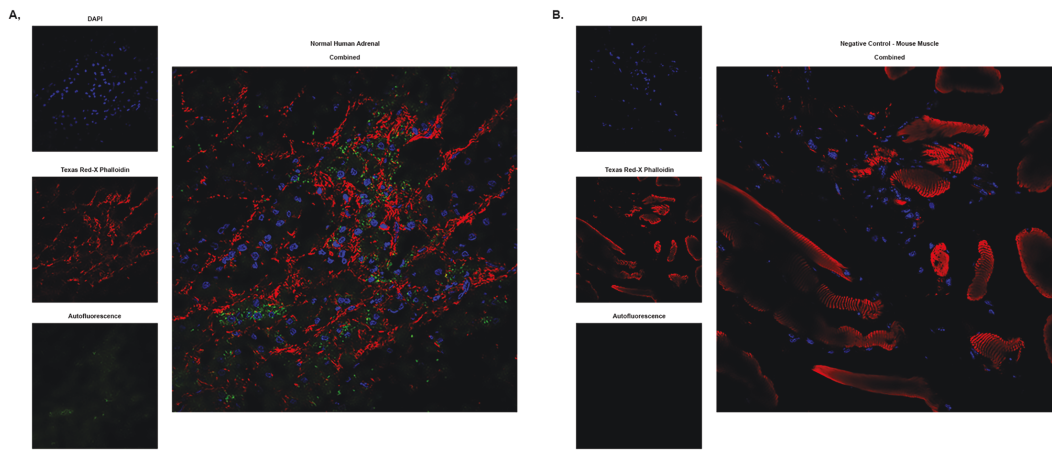 A,
DAPI
Normal Human Adrenal
Combined
Texas Red-X Phalloidin
Autofluorescence
B.
DAPI
Negative Control - Mouse Muscle
Combined
Texas Red-X Phalloidin
Autofluorescence